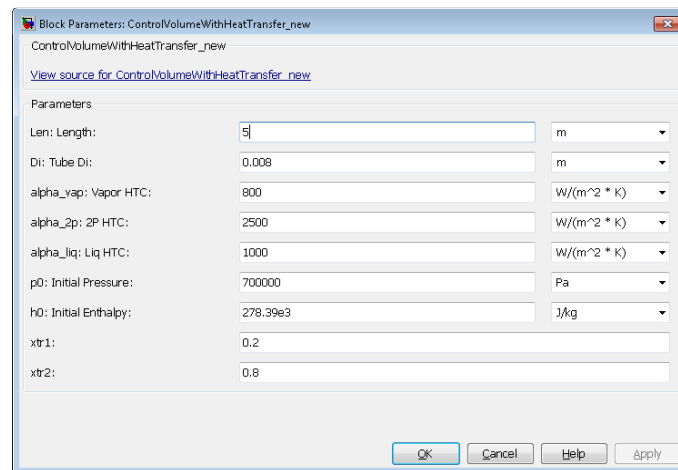 Block Parameters: ControlVolumeWithHeatTransfer_new
ControlVolumeWithHeatTransfer_new
View source for ControlVolumeWithHeatTransfer_new
Parameters
Len: Length: 5 m
Di: Tube Di: 0.008 m
alpha_vap: Vapor HTC: 800 W/(m^2 * K)
alpha_2p: 2P HTC: 2500 W/(m^2 * K)
alpha_liq: Liq HTC: 1000 W/(m^2 * K)
p0: Initial Pressure: 700000 Pa
h0: Initial Enthalpy: 278.39e3 J/kg
xtr1: 0.2
xtr2: 0.8
OK Cancel Help Apply